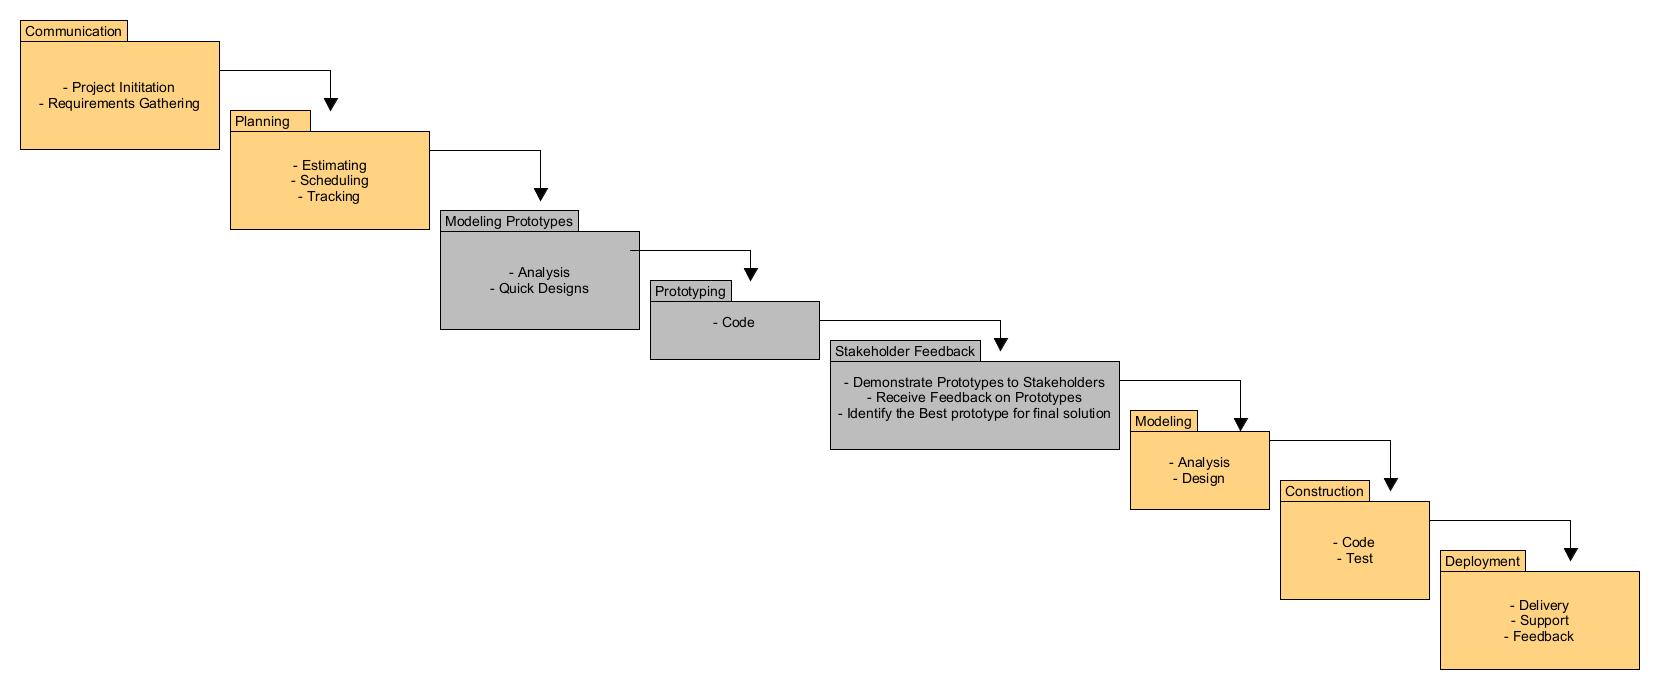 Communication
- Project Inititation
- Requirements Gathering
Planning
- Estimating
- Scheduling
- Tracking
Modeling Prototypes
- Analysis
- Quick Designs
Prototyping
- Code
Stakeholder Feedback
- Demonstrate Prototypes to Stakeholders
- Receive Feedback on Prototypes
- Identify the Best prototype for final solution
Modeling
- Analysis
- Design
Construction
- Code
- Test
Deployment
- Delivery
- Support
- Feedback